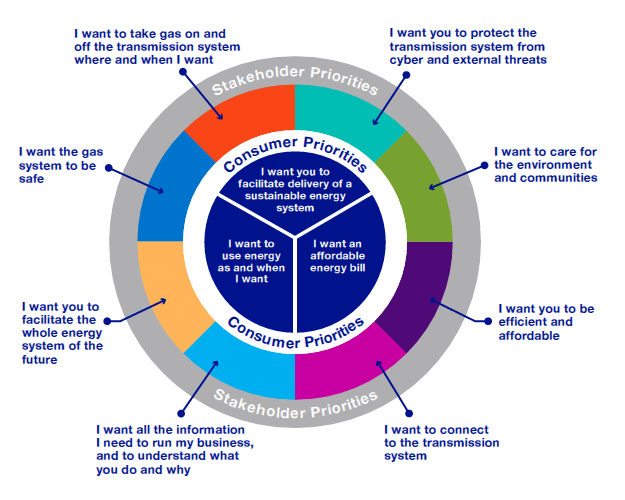 I want to take gas on and
off the transmission system
where and when I want
I want you to protect the
transmission system from
cyber and external threats
Stakeholder Priorities
Consumer Priorities
I want the gas
system to be
safe
I want to care for
the environment
and communities
I want you to
facilitate delivery of a
sustainable energy
system
I want to
use energy
as and when
I want
I want an
affordable
energy bill
I want you to
facilitate the
whole energy
system of the
future
I want you to be
efficient and
affordable
Consumer Priorities
Stakeholder Priorities
I want all the information
I need to run my business,
and to understand what
you do and why
I want to connect
to the transmission
system